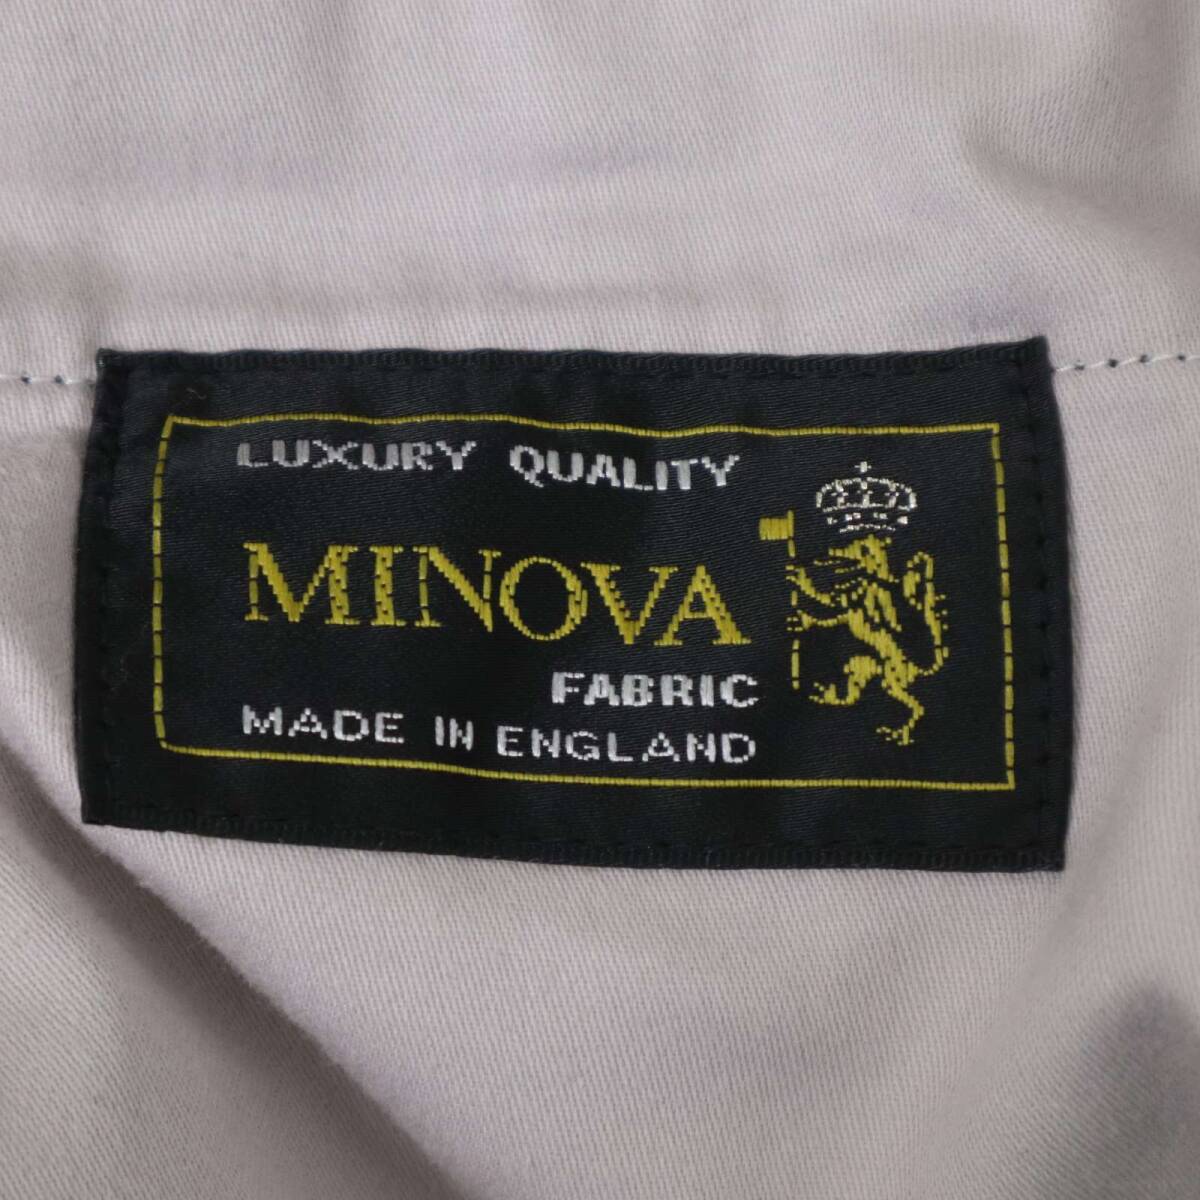 LUXURY QUALITY
MINOVA
FABRIC
MADE IN ENGLAND